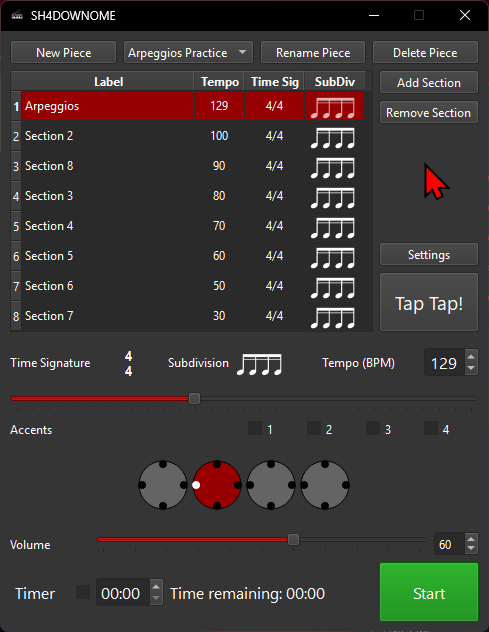 SH4DOWNOME
New Piece Arpeggios Practice Rename Piece Delete Piece
Label Tempo Time Sig SubDiv Add Section
1 Arpeggios 129 4/4 Remove Section
2 Section 2 100 4/4
3 Section 8 90 4/4
4 Section 3 80 4/4
5 Section 4 70 4/4
6 Section 5 60 4/4 Settings
7 Section 6 50 4/4 Tap Tap!
8 Section 7 30 4/4
Time Signature 4 4 Subdivision Tempo (BPM) 129
Accents 1 2 3 4
Volume 60
Timer 00:00 Time remaining: 00:00 Start